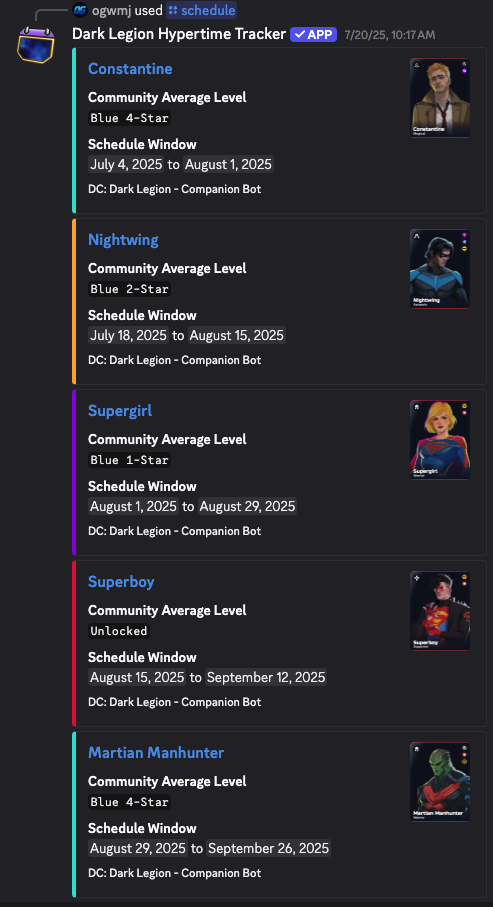 ogwmj used schedule
Dark Legion Hypertime Tracker ✓ APP 7/20/25, 10:17 AM
Constantine
Community Average Level
Blue 4-Star
Schedule Window
July 4, 2025 to August 1, 2025
DC: Dark Legion - Companion Bot
Constantine
Magical
Nightwing
Community Average Level
Blue 2-Star
Schedule Window
July 18, 2025 to August 15, 2025
DC: Dark Legion - Companion Bot
Nightwing
Supergirl
Community Average Level
Blue 1-Star
Schedule Window
August 1, 2025 to August 29, 2025
DC: Dark Legion - Companion Bot
Supergirl
Superboy
Community Average Level
Unlocked
Schedule Window
August 15, 2025 to September 12, 2025
DC: Dark Legion - Companion Bot
Superboy
Martian Manhunter
Community Average Level
Blue 4-Star
Schedule Window
August 29, 2025 to September 26, 2025
DC: Dark Legion - Companion Bot
Martian Manhunter